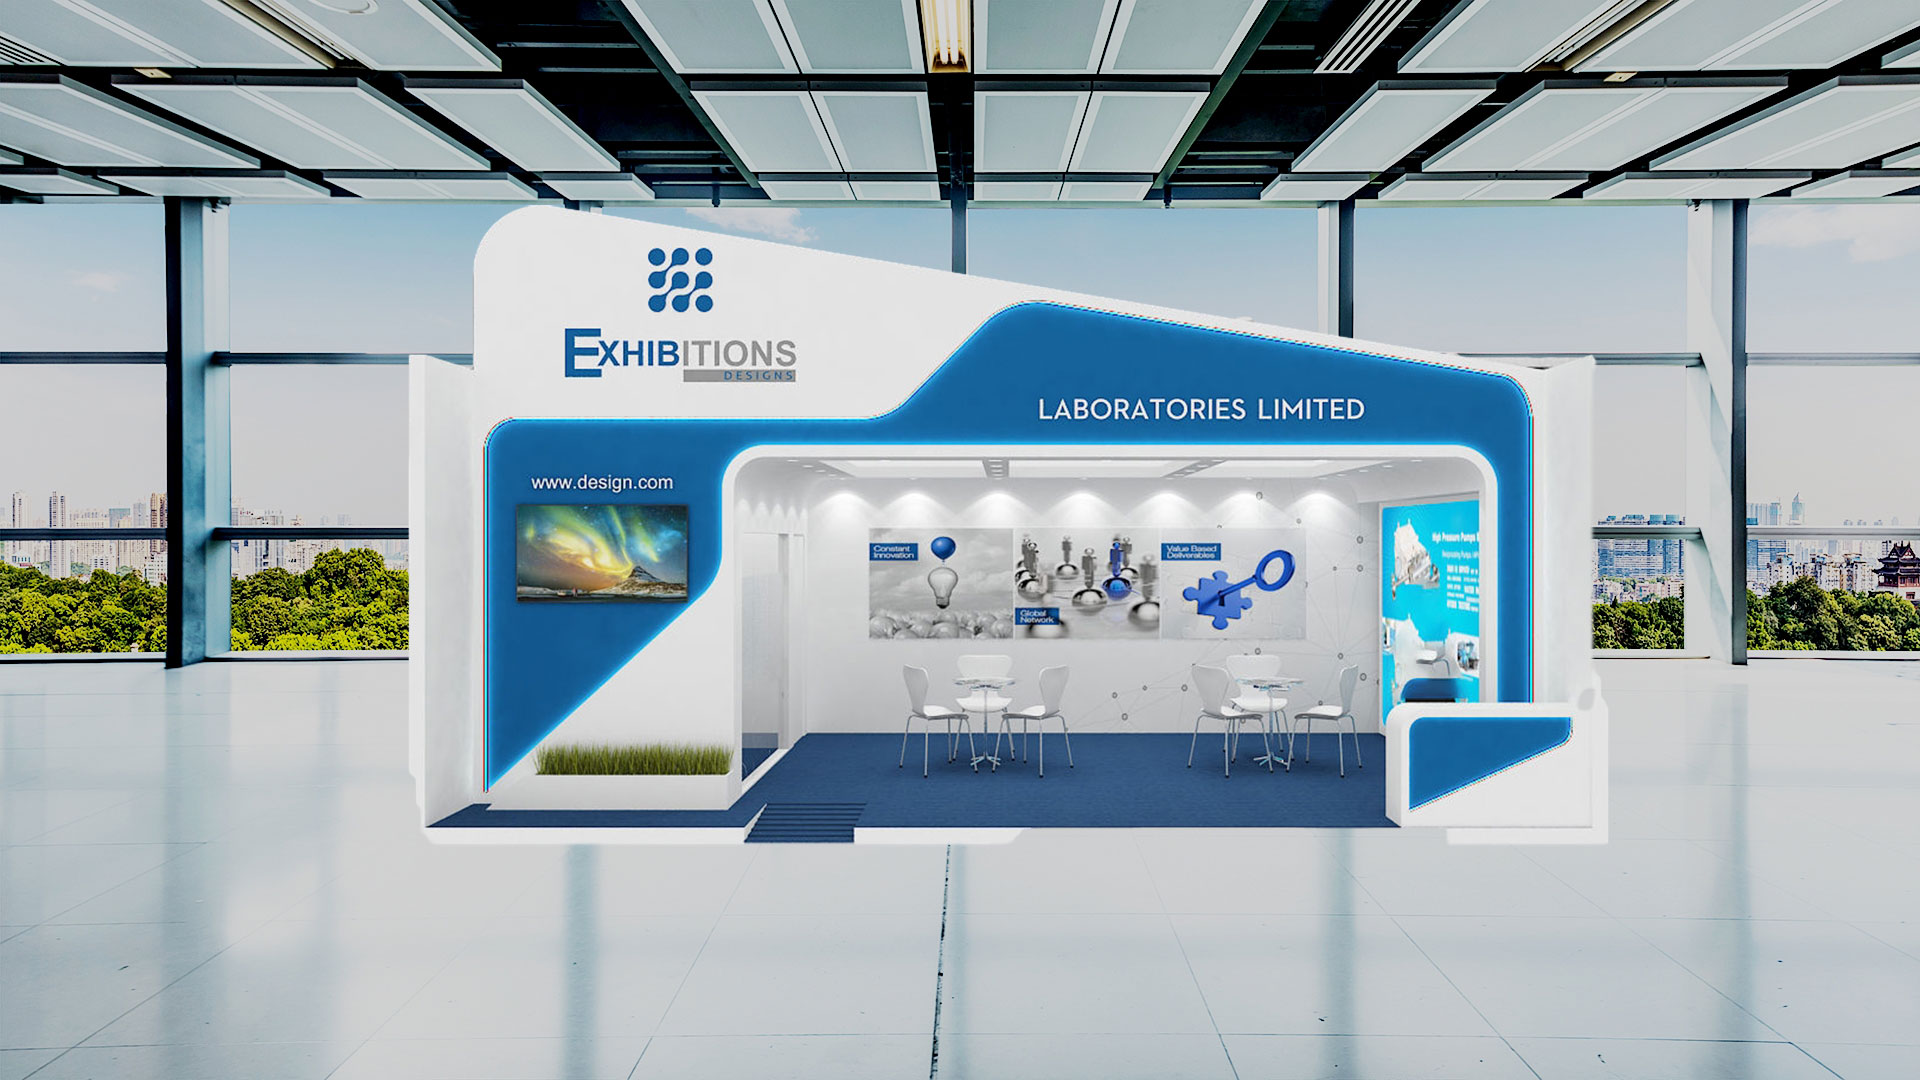 EXHIBITIONS
DESIGNS
LABORATORIES LIMITED
www.design.com
Constant
Innovation
Global
Network
Value Based
Deliverables
High Pressure Pumps